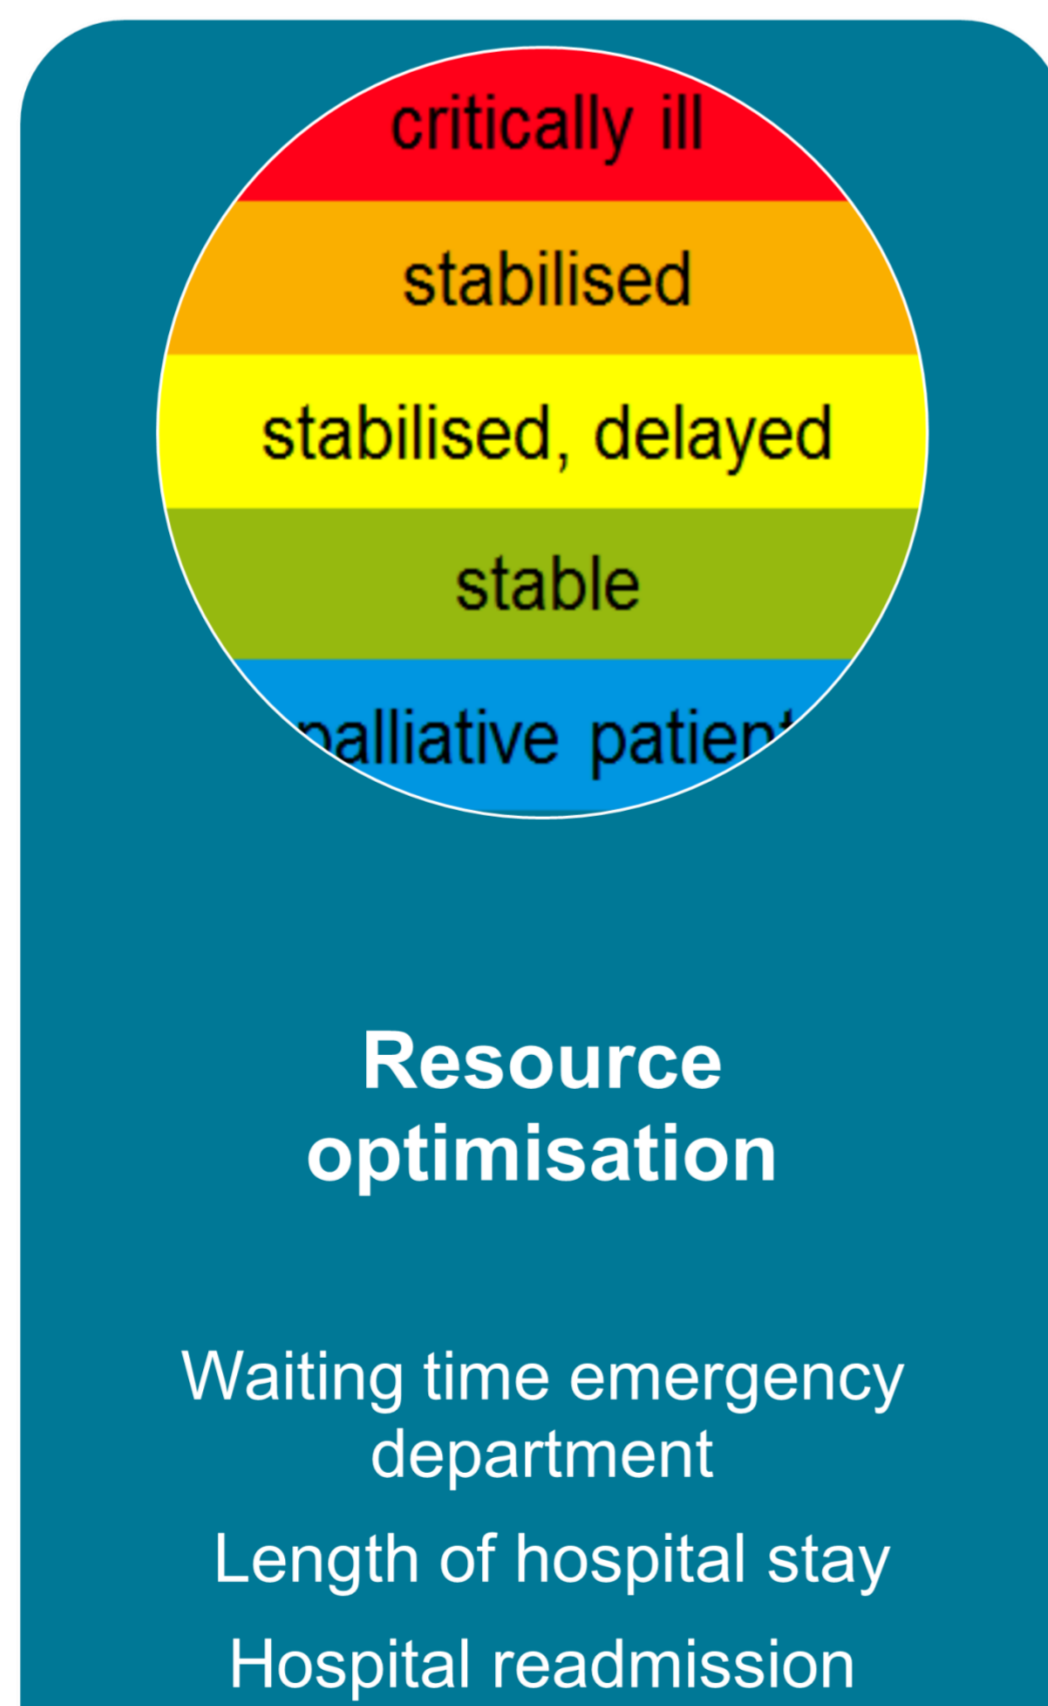 critically ill
stabilised
stabilised, delayed
stable
palliative patient
Resource
optimisation
Waiting time emergency
department
Length of hospital stay
Hospital readmission